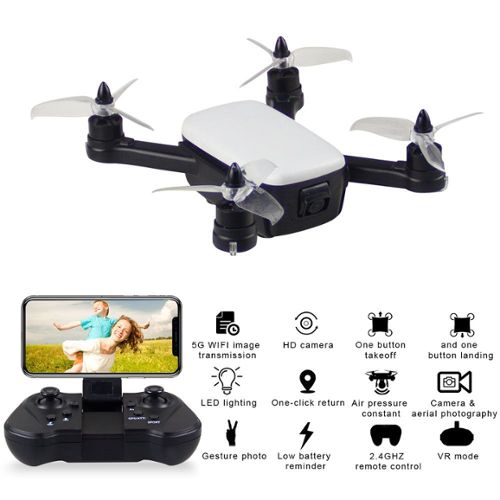 5G WIFI image
transmission
HD camera
One button
takeoff
and one
button landing
LED lighting
One-click return
Air pressure
constant
Camera &
aerial photography
Gesture photo
Low battery
reminder
2.4GHZ
remote control
VR mode